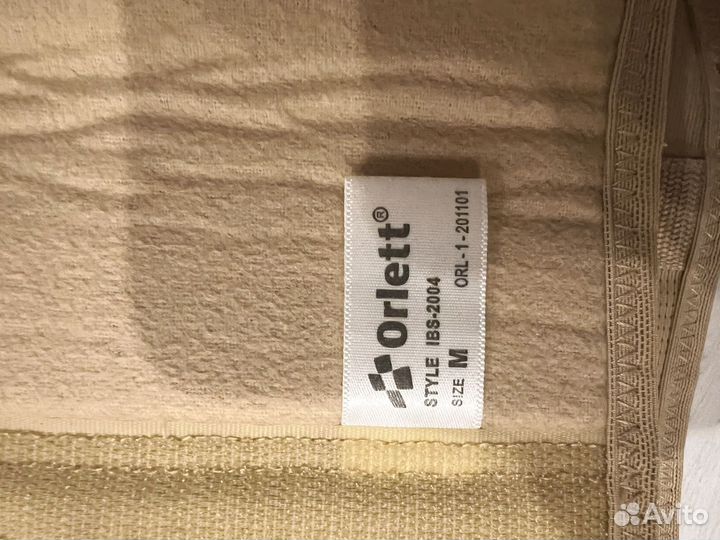 Orlett®
STYLE IBS-2004
SIZE M ORL-1-201101
Avito